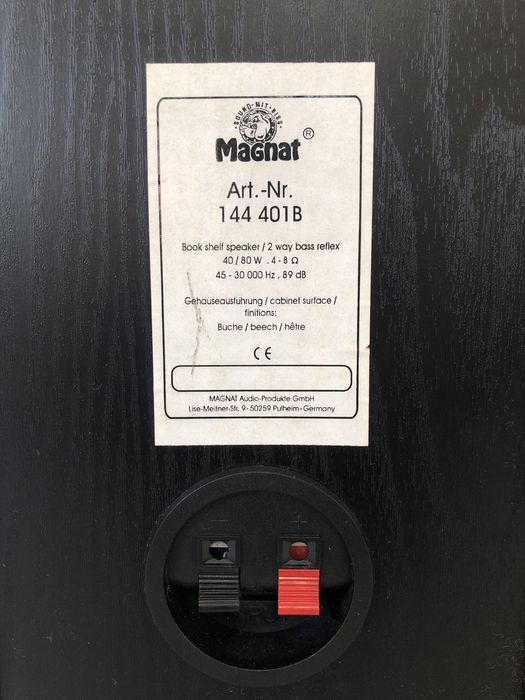 SOUND · MIT · BISS
Magnat®
Art.-Nr.
144 401B
Book shelf speaker / 2 way bass reflex
40 / 80 W . 4 - 8 Ω
45 - 30 000 Hz . 89 dB
Gehäuseausführung / cabinet surface /
finitions:
Buche / beech / hêtre
CE
MAGNAT Audio-Produkte GmbH
Lise-Meitner-Str. 9 · 50259 Pulheim - Germany
+
INPUT